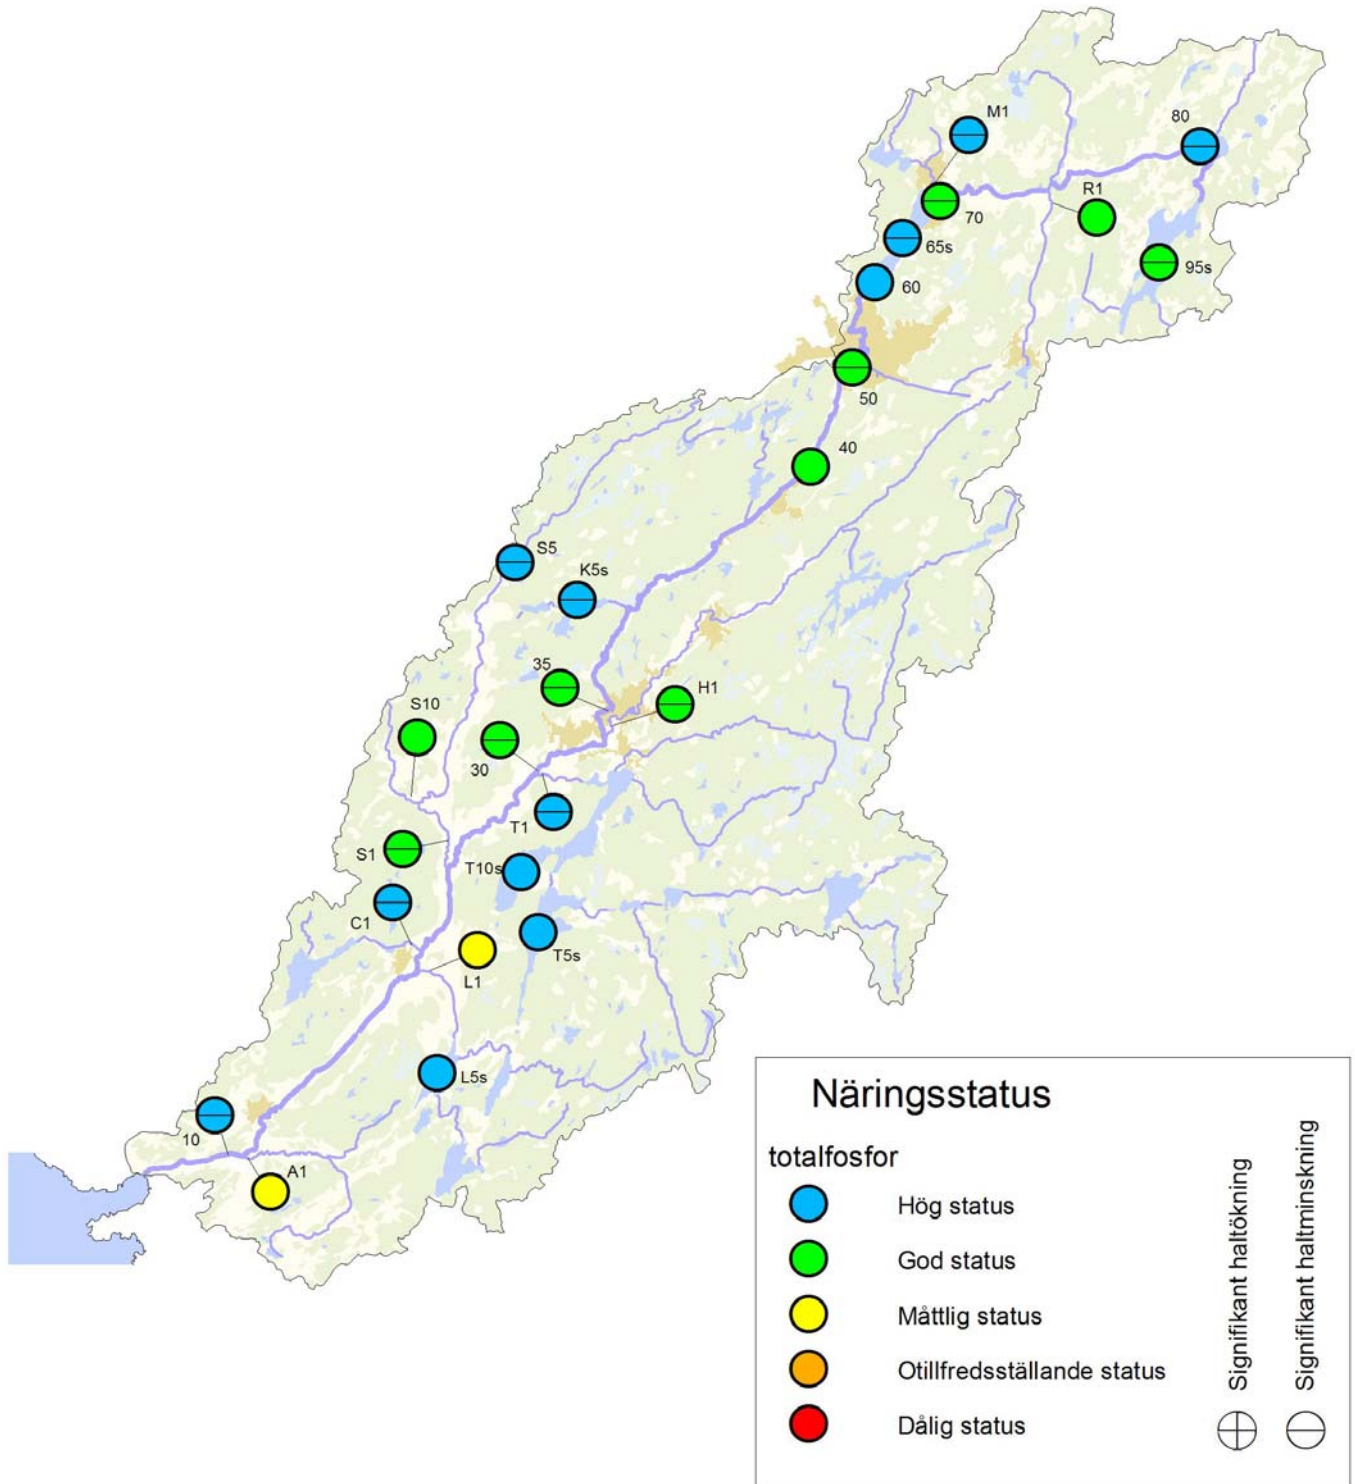 M1
80
70
R1
65s
95s
60
50
40
S5
K5s
35
H1
S10
30
T1
S1
T10s
C1
T5s
L1
L5s
10
A1
Näringsstatus
totalfosfor
Hög status
God status
Måttlig status
Otillfredsställande status
Dålig status
Signifikant haltökning
Signifikant haltminskning